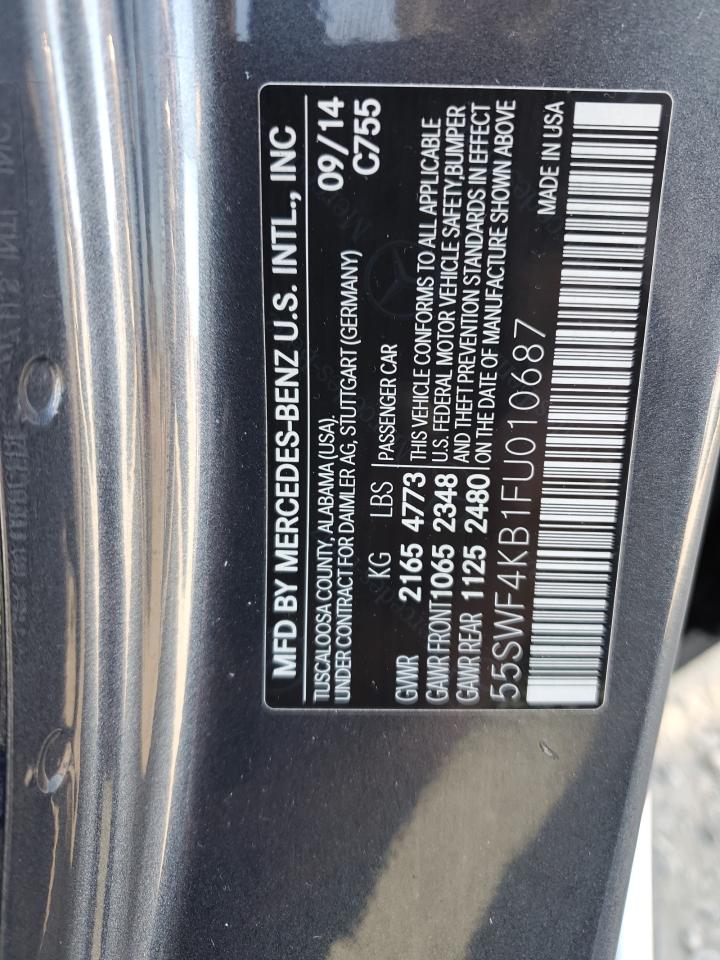 MFD BY MERCEDES-BENZ U.S. INTL., INC
TUSCALOOSA COUNTY, ALABAMA (USA).
UNDER CONTRACT FOR DAIMLER AG, STUTTGART (GERMANY)
09/14
C755
KG LBS
GVWR 2165 4773
GAWR FRONT 1065 2348
GAWR REAR 1125 2480
PASSENGER CAR
THIS VEHICLE CONFORMS TO ALL APPLICABLE
U.S. FEDERAL MOTOR VEHICLE SAFETY,BUMPER
AND THEFT PREVENTION STANDARDS IN EFFECT
ON THE DATE OF MANUFACTURE SHOWN ABOVE
55SWF4KB1FU010687
MADE IN USA